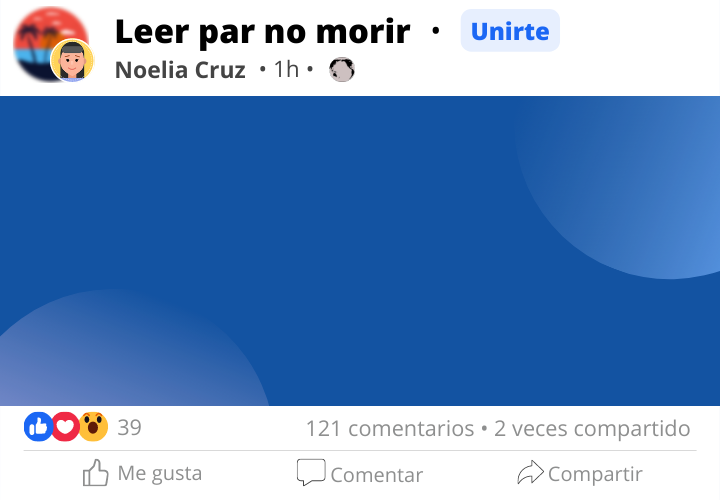 Leer par no morir • Unirte
Noelia Cruz • 1h •
39 121 comentarios • 2 veces compartido
Me gusta Comentar Compartir